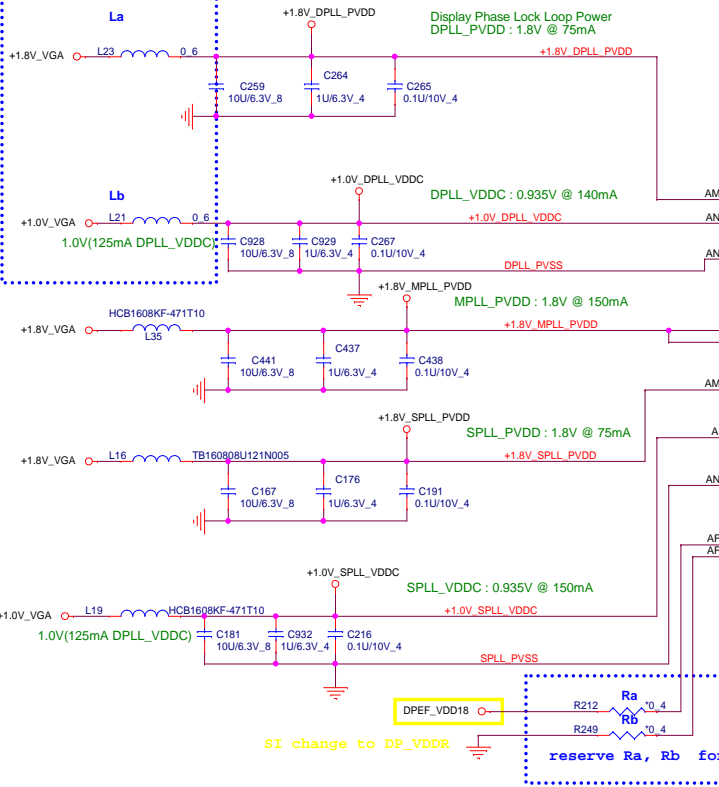 La
+1.8V_DPLL_PVDD
Display Phase Lock Loop Power
DPLL_PVDD : 1.8V @ 75mA
+1.8V_VGA
L23
0_6
+1.8V_DPLL_PVDD
C259
10U/6.3V_8
C264
1U/6.3V_4
C265
0.1U/10V_4
Lb
+1.0V_DPLL_VDDC
DPLL_VDDC : 0.935V @ 140mA
AM
+1.0V_VGA
L21
0_6
+1.0V_DPLL_VDDC
AN
1.0V(125mA DPLL_VDDC)
C928
10U/6.3V_8
C929
1U/6.3V_4
C267
0.1U/10V_4
DPLL_PVSS
AN
+1.8V_MPLL_PVDD
MPLL_PVDD : 1.8V @ 150mA
HCB1608KF-471T10
+1.8V_VGA
L35
+1.8V_MPLL_PVDD
C441
10U/6.3V_8
C437
1U/6.3V_4
C438
0.1U/10V_4
AM
+1.8V_SPLL_PVDD
SPLL_PVDD : 1.8V @ 75mA
A
+1.8V_VGA
L16
TB160808U121N005
+1.8V_SPLL_PVDD
C167
10U/6.3V_8
C176
1U/6.3V_4
C191
0.1U/10V_4
AN
AF
AF
+1.0V_SPLL_VDDC
SPLL_VDDC : 0.935V @ 150mA
+1.0V_VGA
L19
HCB1608KF-471T10
+1.0V_SPLL_VDDC
1.0V(125mA DPLL_VDDC)
C181
10U/6.3V_8
C932
1U/6.3V_4
C216
0.1U/10V_4
SPLL_PVSS
DPEF_VDD18
R212
Ra
*0_4
R249
Rb
*0_4
SI change to DP_VDDR
reserve Ra, Rb for